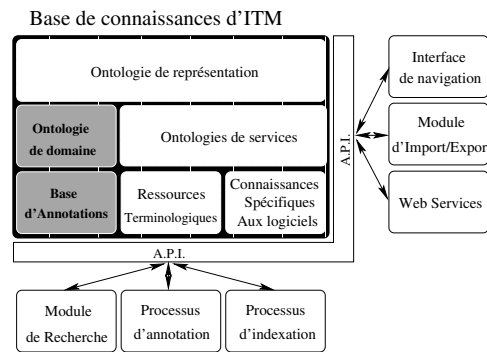 Base de connaissances d'ITM
Ontologie de représentation
Ontologie
de domaine
Ontologies de services
Base
d'Annotations
Ressources
Terminologiques
Connaissances
Spécifiques
Aux logiciels
A.P.I.
A.P.I.
Interface
de navigation
Module
d'Import/Export
Web Services
Module
de Recherche
Processus
d'annotation
Processus
d'indexation